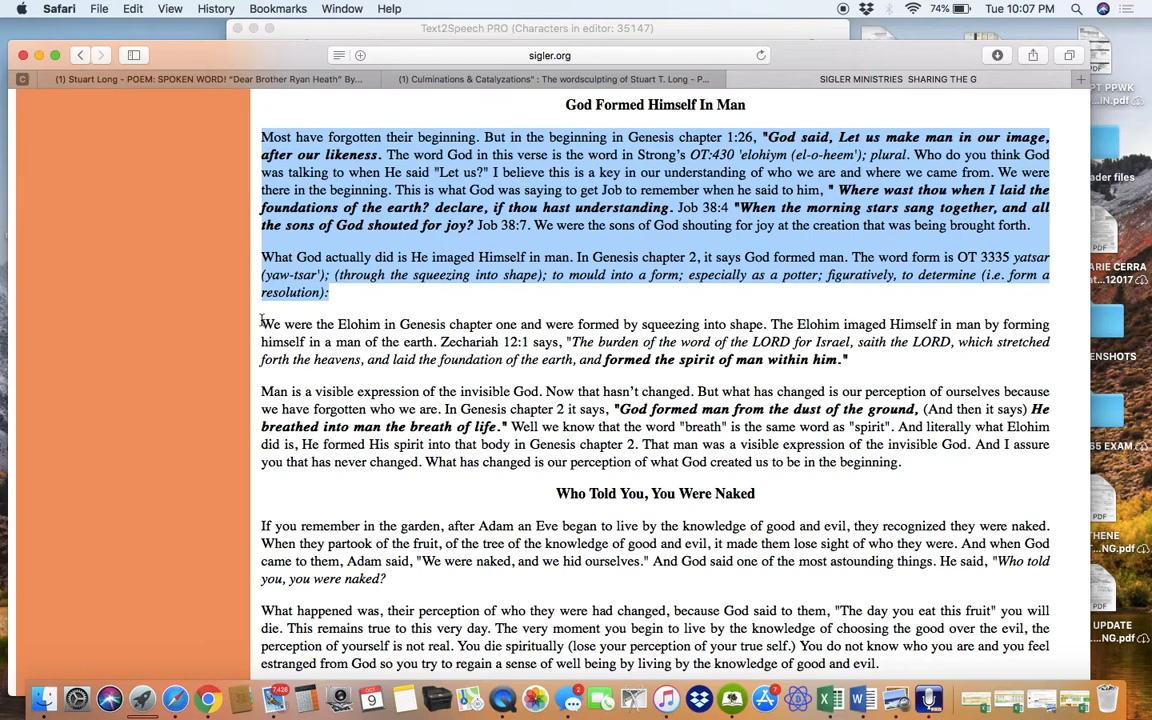 Safari File Edit View History Bookmarks Window Help 74% Tue 10:07 PM
Text2Speech PRO (Characters in editor: 35147)
sigler.org
C (1) Stuart Long - POEM: SPOKEN WORD! "Dear Brother Ryan Heath" By... (1) Culminations & Catalyzations" : The wordsculpting of Stuart T. Long - P... SIGLER MINISTRIES SHARING THE G
God Formed Himself In Man
Most have forgotten their beginning. But in the beginning in Genesis chapter 1:26, "God said, Let us make man in our image,
after our likeness. The word God in this verse is the word in Strong's OT:430 'elohiym (el-o-heem'); plural. Who do you think God
was talking to when He said "Let us?" I believe this is a key in our understanding of who we are and where we came from. We were
there in the beginning. This is what God was saying to get Job to remember when he said to him, " Where wast thou when I laid the
foundations of the earth? declare, if thou hast understanding. Job 38:4 "When the morning stars sang together, and all
the sons of God shouted for joy? Job 38:7. We were the sons of God shouting for joy at the creation that was being brought forth.
What God actually did is He imaged Himself in man. In Genesis chapter 2, it says God formed man. The word form is OT 3335 yatsar
(yaw-tsar'); (through the squeezing into shape); to mould into a form; especially as a potter; figuratively, to determine (i.e. form a
resolution):
We were the Elohim in Genesis chapter one and were formed by squeezing into shape. The Elohim imaged Himself in man by forming
himself in a man of the earth. Zechariah 12:1 says, "The burden of the word of the LORD for Israel, saith the LORD, which stretched
forth the heavens, and laid the foundation of the earth, and formed the spirit of man within him."
Man is a visible expression of the invisible God. Now that hasn't changed. But what has changed is our perception of ourselves because
we have forgotten who we are. In Genesis chapter 2 it says, "God formed man from the dust of the ground, (And then it says) He
breathed into man the breath of life." Well we know that the word "breath" is the same word as "spirit". And literally what Elohim
did is, He formed His spirit into that body in Genesis chapter 2. That man was a visible expression of the invisible God. And I assure
you that has never changed. What has changed is our perception of what God created us to be in the beginning.
Who Told You, You Were Naked
If you remember in the garden, after Adam an Eve began to live by the knowledge of good and evil, they recognized they were naked.
When they partook of the fruit, of the tree of the knowledge of good and evil, it made them lose sight of who they were. And when God
came to them, Adam said, "We were naked, and we hid ourselves." And God said one of the most astounding things. He said, "Who told
you, you were naked?
What happened was, their perception of who they were had changed, because God said to them, "The day you eat this fruit" you will
die. This remains true to this very day. The very moment you begin to live by the knowledge of choosing the good over the evil, the
perception of yourself is not real. You die spiritually (lose your perception of your true self.) You do not know who you are and you feel
estranged from God so you try to regain a sense of well being by living by the knowledge of good and evil.
PT PPWK
IN.pdf
PDF
ader files
PDF
ARIE CERRA
12017
ENSHOTS
65 EXAM
PDF
THENE
NG.pdf
PDF
UPDATE
NG.pdf
7,428
OCT
9
2
7